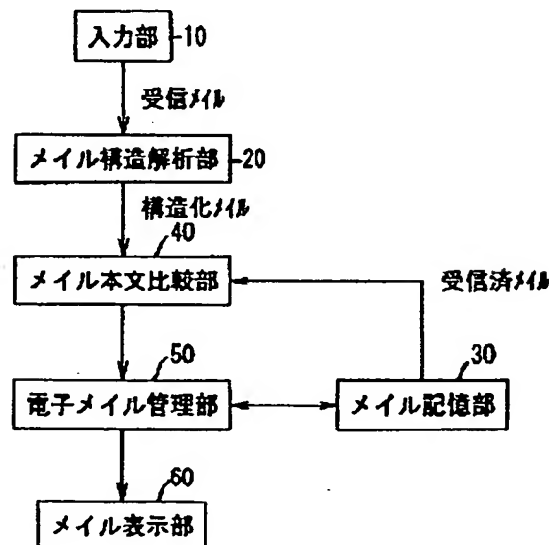 入力部 10
受信メイル
メイル構造解析部 20
構造化メイル
40
メイル本文比較部
受信済メイル
50
電子メイル管理部
30
メイル記憶部
60
メイル表示部